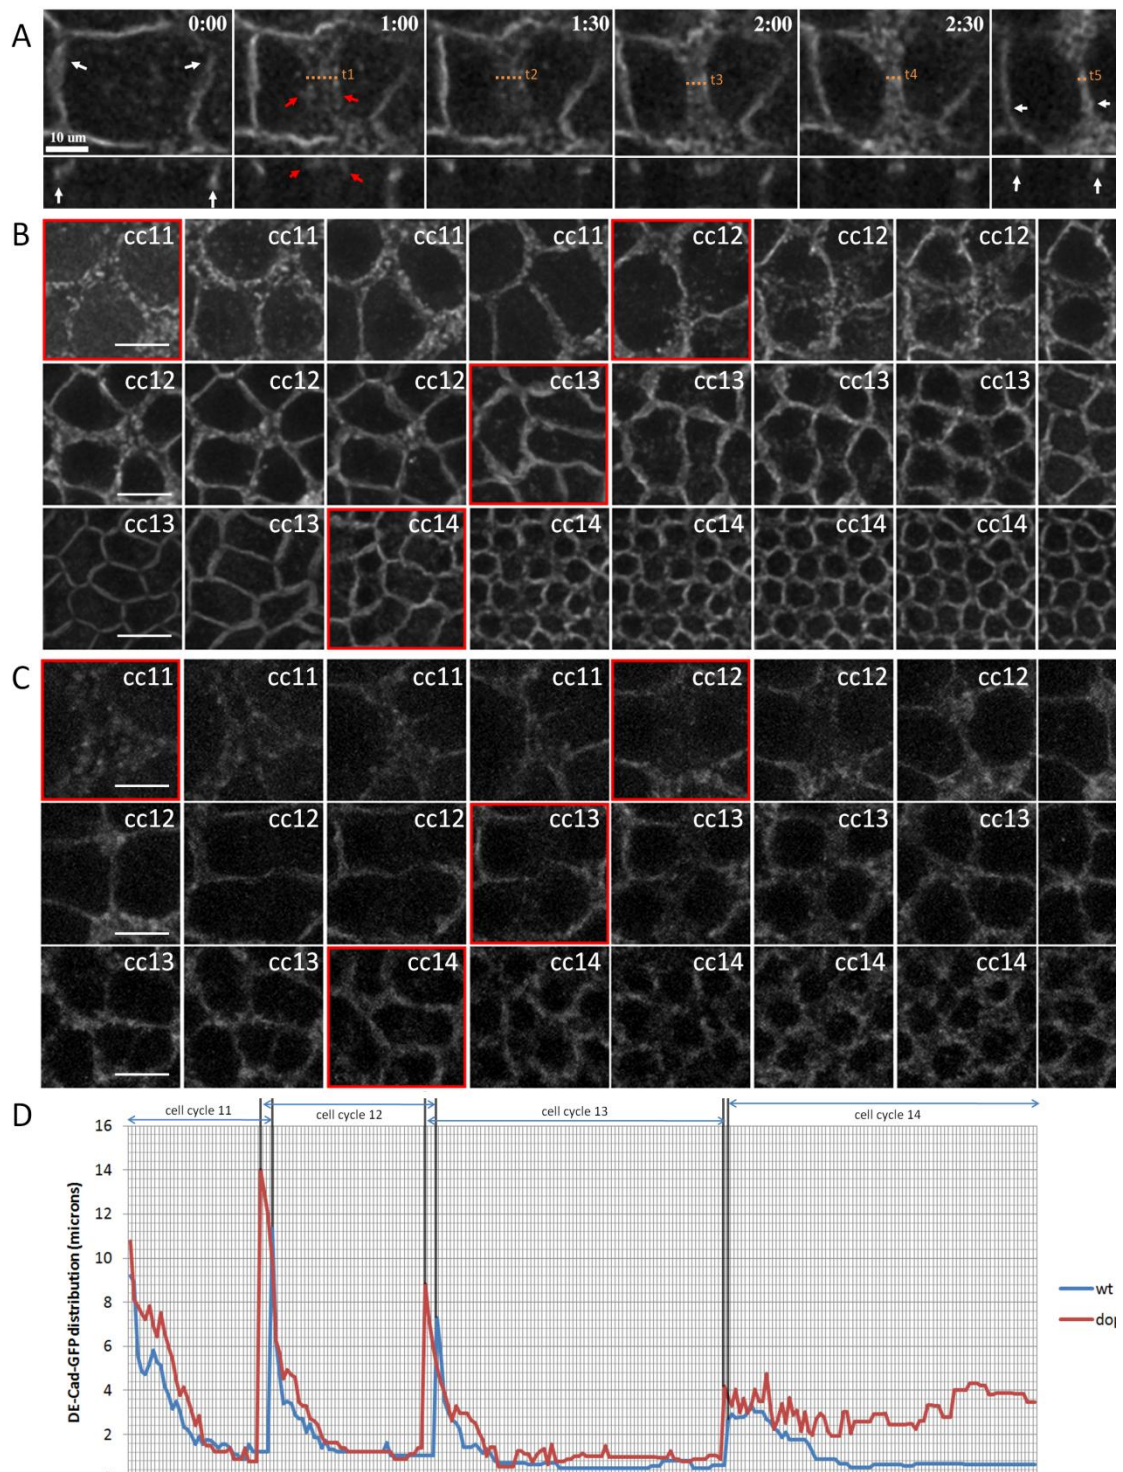 A
0:00
1:00
1:30
2:00
2:30
t1
t2
t3
t4
t5
10 um
B
cc11 cc11 cc11 cc11 cc12 cc12 cc12
cc12 cc12 cc12 cc13 cc13 cc13 cc13
cc13 cc13 cc14 cc14 cc14 cc14 cc14
C
cc11 cc11 cc11 cc11 cc12 cc12 cc12
cc12 cc12 cc12 cc13 cc13 cc13 cc13
cc13 cc13 cc14 cc14 cc14 cc14 cc14
D
cell cycle 11
cell cycle 12
cell cycle 13
cell cycle 14
DE-Cad-GFP distribution (microns)
16
14
12
10
8
6
4
2
wt
dop